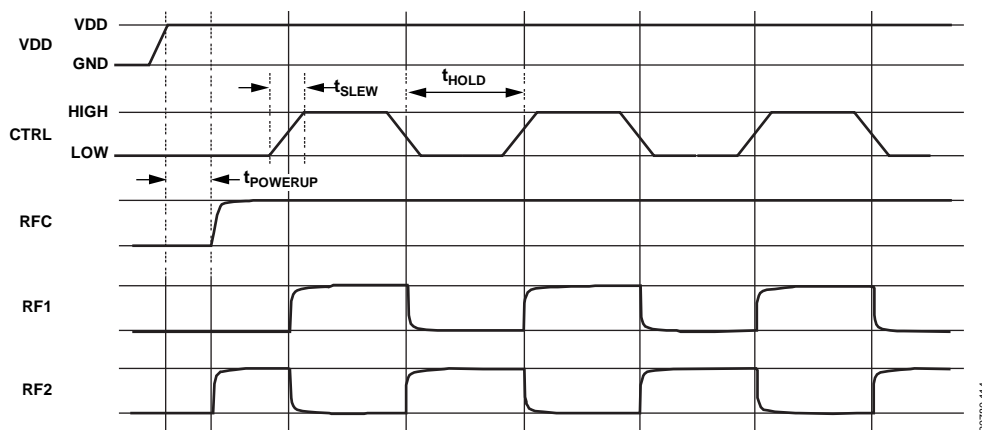 VDD
VDD
GND
tSLEW
tHOLD
HIGH
CTRL
LOW
tPOWERUP
RFC
RF1
RF2